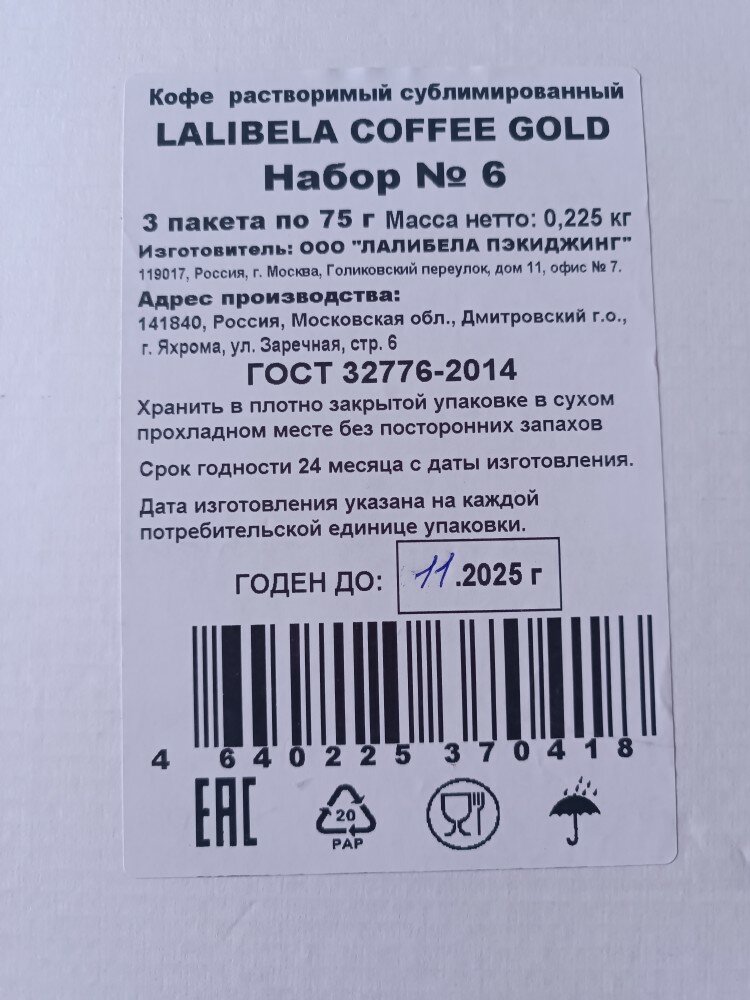 Кофе растворимый сублимированный
LALIBELA COFFEE GOLD
Набор № 6
3 пакета по 75 г Масса нетто: 0,225 кг
Изготовитель: ООО "ЛАЛИБЕЛА ПЭКИДЖИНГ"
119017, Россия, г. Москва, Голиковский переулок, дом 11, офис № 7.
Адрес производства:
141840, Россия, Московская обл., Дмитровский г.о.,
г. Яхрома, ул. Заречная, стр. 6
ГОСТ 32776-2014
Хранить в плотно закрытой упаковке в сухом
прохладном месте без посторонних запахов
Срок годности 24 месяца с даты изготовления.
Дата изготовления указана на каждой
потребительской единице упаковки.
ГОДЕН ДО: 11.2025 г
4 640225 370418
EAC
20
PAP